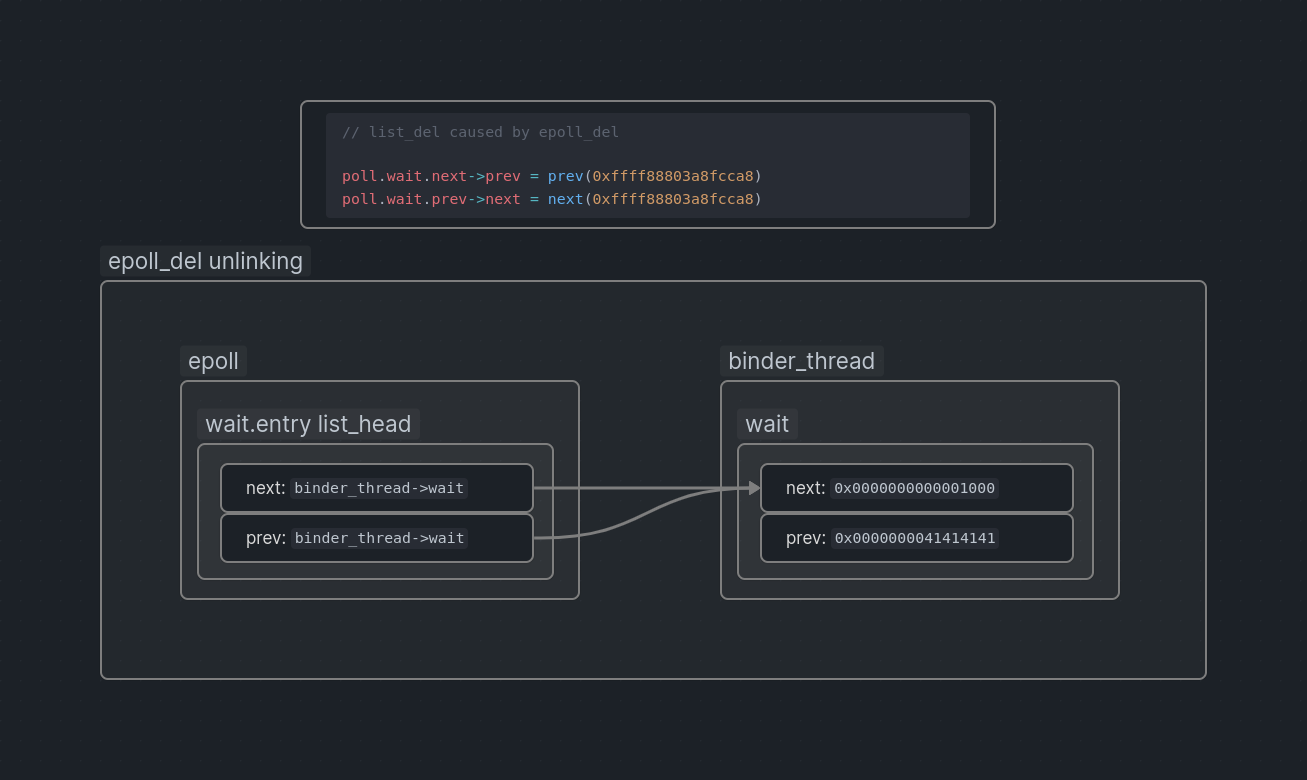 // list_del caused by epoll_del
poll.wait.next->prev = prev(0xffff88803a8fcca8)
poll.wait.prev->next = next(0xffff88803a8fcca8)
epoll_del unlinking
epoll
wait.entry list_head
next: binder_thread->wait
prev: binder_thread->wait
binder_thread
wait
next: 0x0000000000001000
prev: 0x0000000041414141